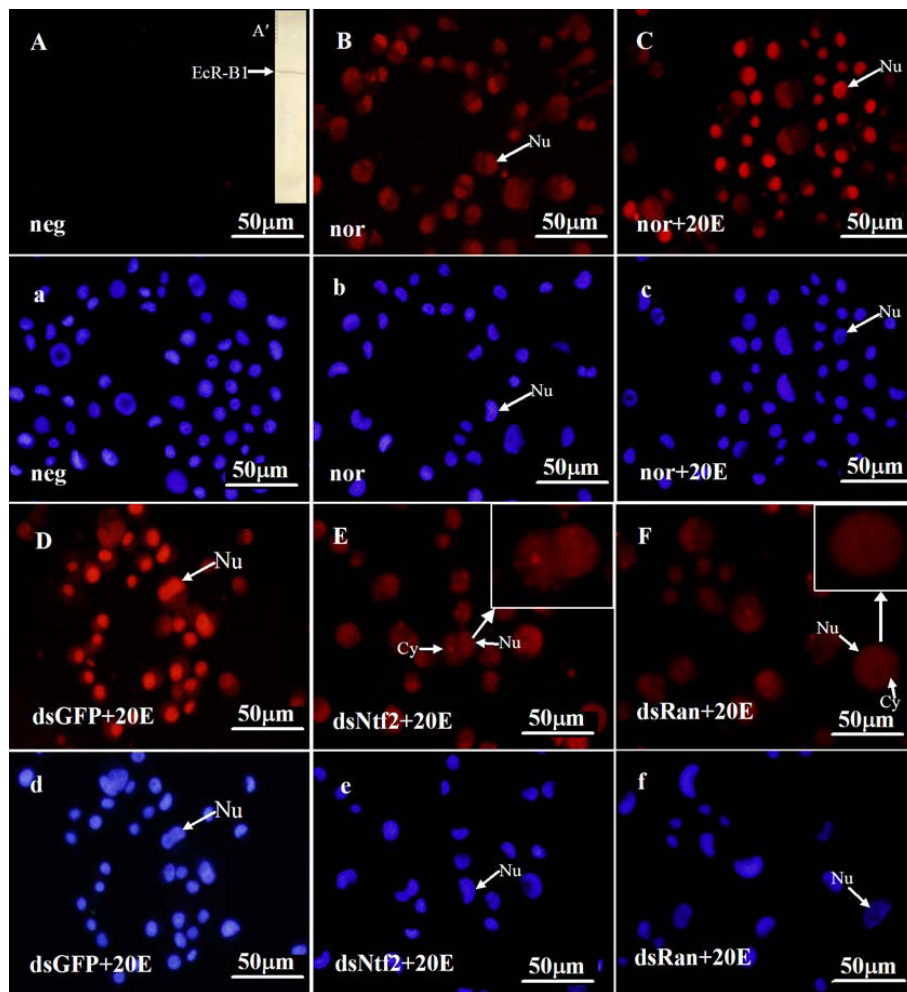 A
A′
EcR-B1
neg
50μm
B
Nu
nor
50μm
C
Nu
nor+20E
50μm
a
neg
50μm
b
Nu
nor
50μm
c
Nu
nor+20E
50μm
D
Nu
dsGFP+20E
50μm
E
Cy
Nu
dsNtf2+20E
50μm
F
Nu
Cy
dsRan+20E
50μm
d
Nu
dsGFP+20E
50μm
e
Nu
dsNtf2+20E
50μm
f
Nu
dsRan+20E
50μm